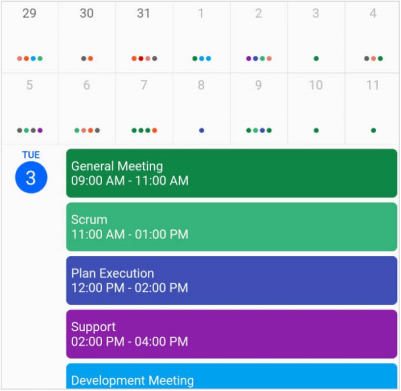 29 30 31 1 2 3 4
5 6 7 8 9 10 11
TUE
3
General Meeting
09:00 AM - 11:00 AM
Scrum
11:00 AM - 01:00 PM
Plan Execution
12:00 PM - 02:00 PM
Support
02:00 PM - 04:00 PM
Development Meeting